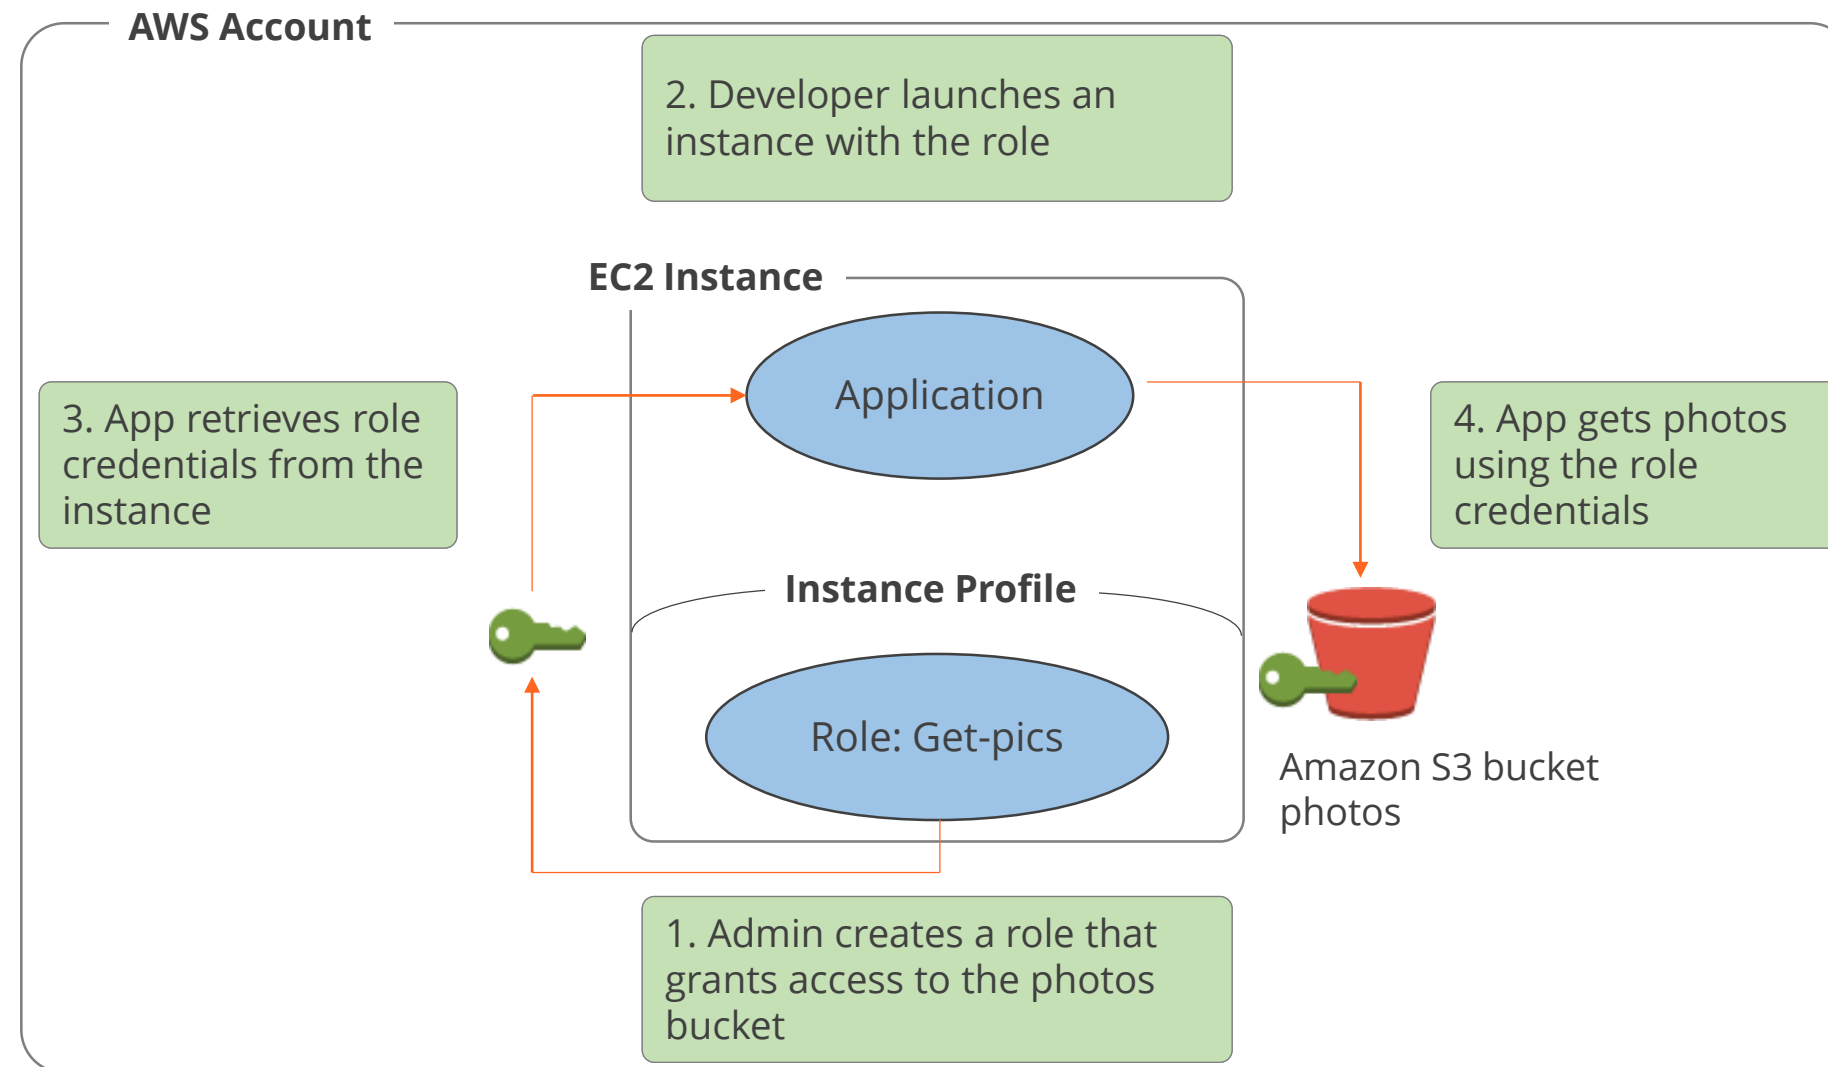 AWS Account
2. Developer launches an
instance with the role
EC2 Instance
Application
3. App retrieves role
credentials from the
instance
4. App gets photos
using the role
credentials
Instance Profile
Role: Get-pics
Amazon S3 bucket
photos
1. Admin creates a role that
grants access to the photos
bucket